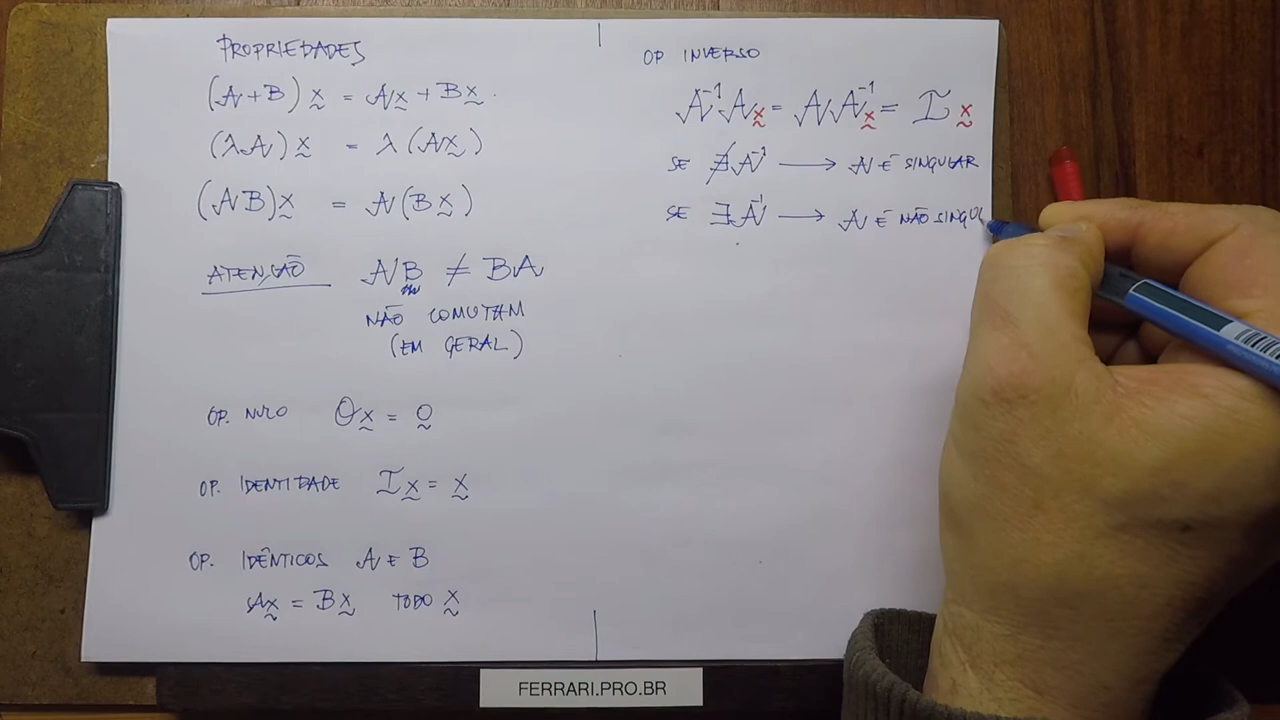 PROPRIEDADES
(A+B) x = Ax + Bx.
(λA) x = λ(Ax)
(AB)x = A(Bx)
ATENÇÃO AB ≠ BA
NÃO COMUTAM
(EM GERAL)
OP. NULO Ox = 0
OP. IDENTIDADE Ix = x
OP. IDÊNTICOS A E B
Ax = Bx TODO x
OP INVERSO
A⁻¹Ax = AA⁻¹x = Ix
SE ∄A⁻¹ → A É SINGULAR
SE ∃A⁻¹ → A É NÃO SINGU
FERRARI.PRO.BR